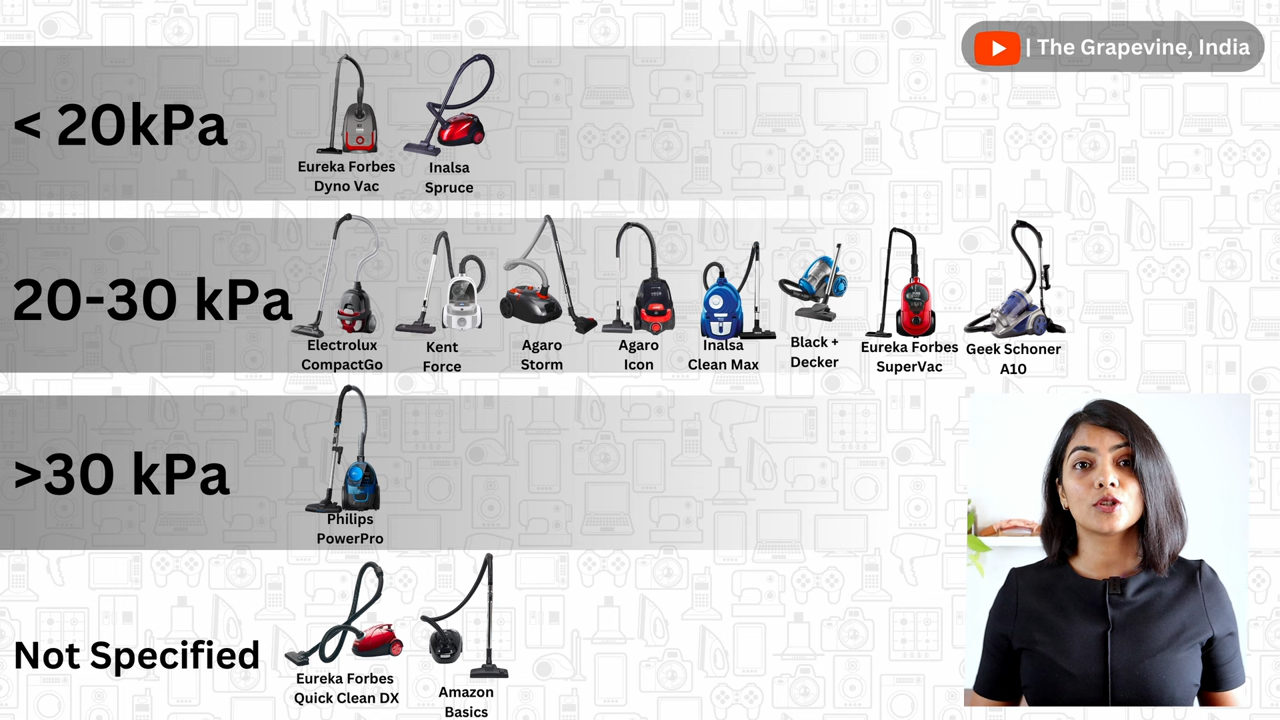 | The Grapevine, India
< 20kPa
Eureka Forbes
Dyno Vac
Inalsa
Spruce
20-30 kPa
Electrolux
CompactGo
Kent
Force
Agaro
Storm
Agaro
Icon
Inalsa
Clean Max
Black +
Decker
Eureka Forbes
SuperVac
Geek Schoner
A10
>30 kPa
Philips
PowerPro
Not Specified
Eureka Forbes
Quick Clean DX
Amazon
Basics